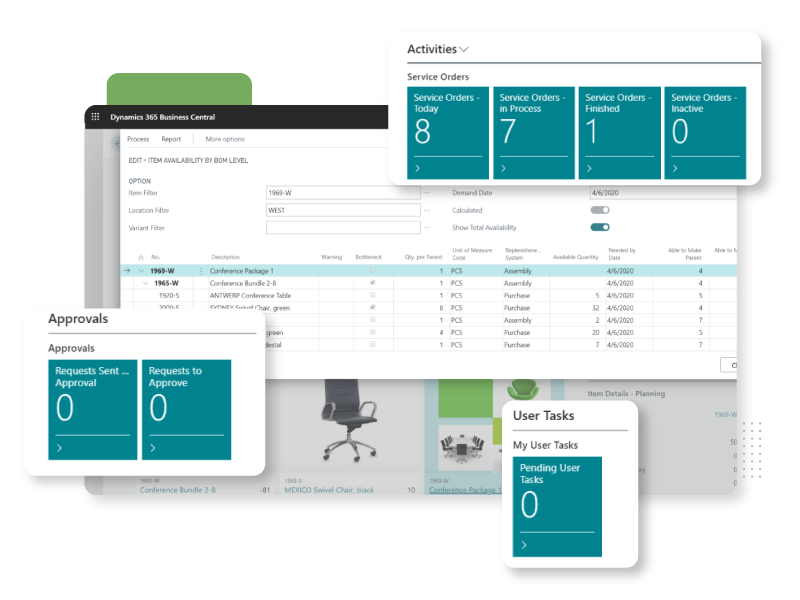 Activities
Service Orders
Service Orders - Today
8
Service Orders - in Process
7
Service Orders - Finished
1
Service Orders - Inactive
0
Dynamics 365 Business Central
Process Report More options
EDIT - ITEM AVAILABILITY BY BOM LEVEL
OPTION
Item Filter 1969-W Demand Date 4/6/2020
Location Filter WEST Calculated
Variant Filter Show Total Availability
No. Description Warning Bottleneck Qty. per Parent Unit of Measure Code Replenishme... System Available Quantity Needed by Date Able to Make Parent Able to
1969-W Conference Package 1 1 PCS Assembly 4/6/2020 4
1965-W Conference Bundle 2-8 1 PCS Assembly 4/6/2020 4
1920-S ANTWERP Conference Table 1 PCS Purchase 5 4/6/2020 5
2000-S SYDNEY Swivel Chair, green 8 PCS Purchase 32 4/6/2020 4
1 PCS Assembly 2 4/6/2020 7
green 4 PCS Purchase 20 4/6/2020 5
destal 1 PCS Purchase 7 4/6/2020 7
Approvals
Approvals
Requests Sent ... Approval
0
Requests to Approve
0
Item Details - Planning
1969-W
User Tasks
My User Tasks
Pending User Tasks
0
1965-W
Conference Bundle 2-8 -81
1968-S
MEXICO Swivel Chair, black 10
1969-W
Conference Package 1